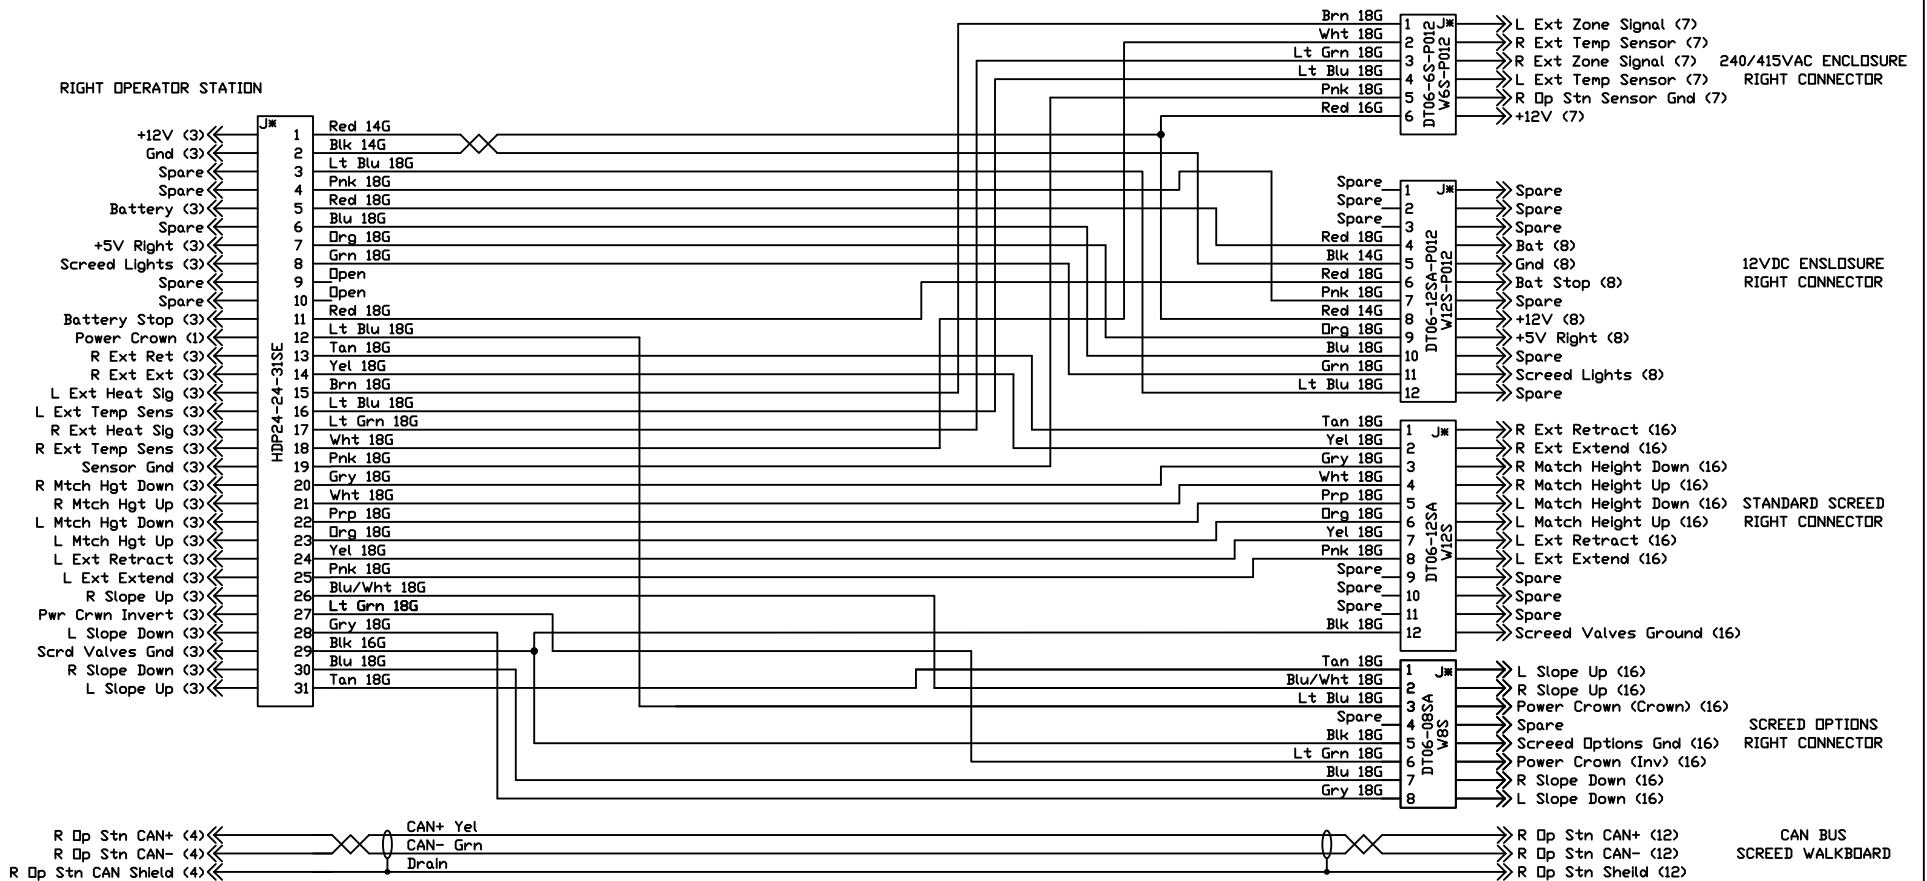 RIGHT OPERATOR STATION
J*
HDP24-24-31SE
+12V (3) 1 Red 14G
Gnd (3) 2 Blk 14G
Spare 3 Lt Blu 18G
Spare 4 Pnk 18G
Battery (3) 5 Red 18G
Spare 6 Blu 18G
+5V Right (3) 7 Org 18G
Screed Lights (3) 8 Grn 18G
Spare 9 Open
Spare 10 Open
Battery Stop (3) 11 Red 18G
Power Crown (1) 12 Lt Blu 18G
R Ext Ret (3) 13 Tan 18G
R Ext Ext (3) 14 Yel 18G
L Ext Heat Sig (3) 15 Brn 18G
L Ext Temp Sens (3) 16 Lt Blu 18G
R Ext Heat Sig (3) 17 Lt Grn 18G
R Ext Temp Sens (3) 18 Wht 18G
Sensor Gnd (3) 19 Pnk 18G
R Mtch Hgt Down (3) 20 Gry 18G
R Mtch Hgt Up (3) 21 Wht 18G
L Mtch Hgt Down (3) 22 Prp 18G
L Mtch Hgt Up (3) 23 Org 18G
L Ext Retract (3) 24 Yel 18G
L Ext Extend (3) 25 Pnk 18G
R Slope Up (3) 26 Blu/Wht 18G
Pwr Crwn Invert (3) 27 Lt Grn 18G
L Slope Down (3) 28 Gry 18G
Scrd Valves Gnd (3) 29 Blk 16G
R Slope Down (3) 30 Blu 18G
L Slope Up (3) 31 Tan 18G
Brn 18G 1 L Ext Zone Signal (7)
Wht 18G 2 R Ext Temp Sensor (7)
Lt Grn 18G 3 R Ext Zone Signal (7)
Lt Blu 18G 4 L Ext Temp Sensor (7)
Pnk 18G 5 R Op Stn Sensor Gnd (7)
Red 16G 6 +12V (7)
J*
DT06-6S-P012
W6S-P012
240/415VAC ENCLOSURE
RIGHT CONNECTOR
Spare 1 Spare
Spare 2 Spare
Spare 3 Spare
Red 18G 4 Bat (8)
Blk 14G 5 Gnd (8)
Red 18G 6 Bat Stop (8)
Pnk 18G 7 Spare
Red 14G 8 +12V (8)
Org 18G 9 +5V Right (8)
Blu 18G 10 Spare
Grn 18G 11 Screed Lights (8)
Lt Blu 18G 12 Spare
J*
DT06-12SA-P012
W12S-P012
12VDC ENSLOSURE
RIGHT CONNECTOR
Tan 18G 1 R Ext Retract (16)
Yel 18G 2 R Ext Extend (16)
Gry 18G 3 R Match Height Down (16)
Wht 18G 4 R Match Height Up (16)
Prp 18G 5 L Match Height Down (16)
Org 18G 6 L Match Height Up (16)
Yel 18G 7 L Ext Retract (16)
Pnk 18G 8 L Ext Extend (16)
Spare 9 Spare
Spare 10 Spare
Spare 11 Spare
Blk 18G 12 Screed Valves Ground (16)
J*
DT06-12SA
W12S
STANDARD SCREED
RIGHT CONNECTOR
Tan 18G 1 L Slope Up (16)
Blu/Wht 18G 2 R Slope Up (16)
Lt Blu 18G 3 Power Crown (Crown) (16)
Spare 4 Spare
Blk 18G 5 Screed Options Gnd (16)
Lt Grn 18G 6 Power Crown (Inv) (16)
Blu 18G 7 R Slope Down (16)
Gry 18G 8 L Slope Down (16)
J*
DT06-08SA
W8S
SCREED OPTIONS
RIGHT CONNECTOR
R Op Stn CAN+ (4) CAN+ Yel R Op Stn CAN+ (12)
R Op Stn CAN- (4) CAN- Grn R Op Stn CAN- (12)
R Op Stn CAN Shield (4) Drain R Op Stn Sheild (12)
CAN BUS
SCREED WALKBOARD